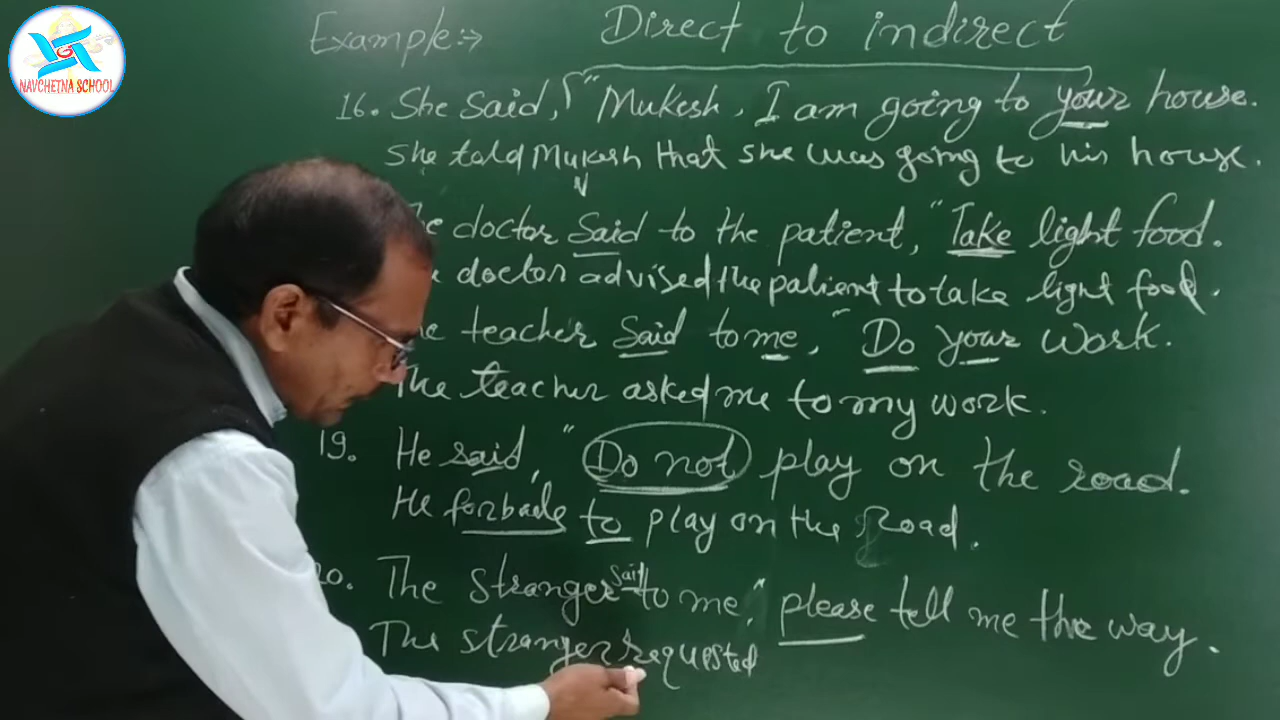 NAVCHETNA SCHOOL
Example:→ Direct to indirect
16. She said, "Mukesh, I am going to your house.
She told Mukesh that she was going to his house.
doctor said to the patient, "Take light food.
doctor advised the patient to take light food.
teacher said to me, "Do your work.
The teacher asked me to my work.
19. He said, "Do not play on the road.
He forbade to play on the road.
20. The stranger said to me, "please tell me the way.
The stranger requested